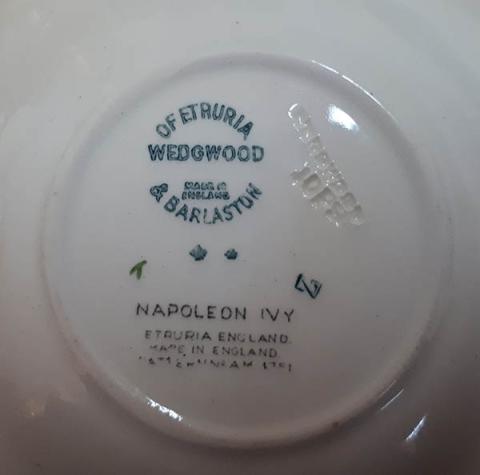 OF ETRURIA
WEDGWOOD
MADE IN
ENGLAND
& BARLASTON
Z
NAPOLEON IVY
ETRURIA ENGLAND.
MADE IN ENGLAND.